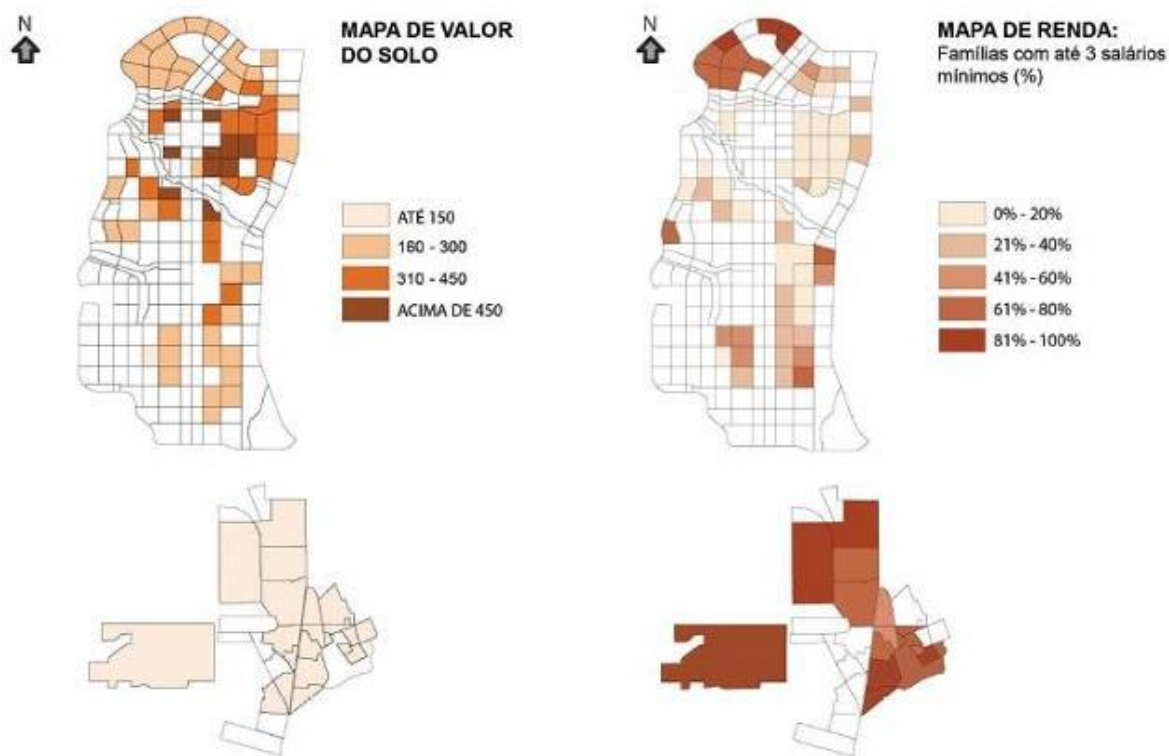 N
MAPA DE VALOR
DO SOLO
ATÉ 150
160 - 300
310 - 450
ACIMA DE 450
N
MAPA DE RENDA:
Famílias com até 3 salários
mínimos (%)
0% - 20%
21% - 40%
41% - 60%
61% - 80%
81% - 100%